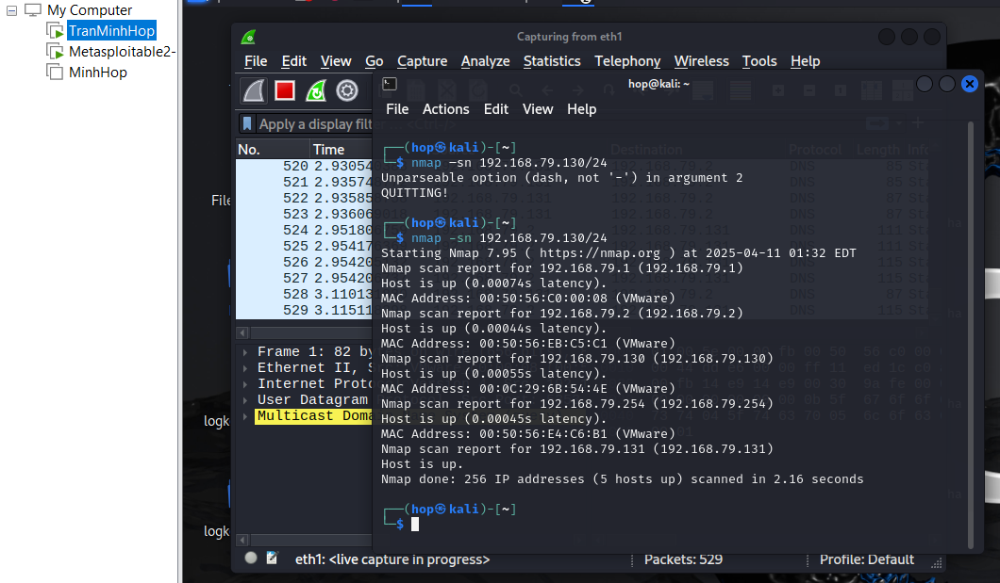 My Computer
TranMinhHop
Metasploitable2-
MinhHop
Capturing from eth1
File Edit View Go Capture Analyze Statistics Telephony Wireless Tools Help
Apply a display filt
No. Time Destination Protocol Length Info
520 2.93054
521 2.93574
522 2.935856
523 2.936069
524 2.951806
525 2.95417
526 2.95420
527 2.95420
528 3.11013
529 3.11511
Frame 1: 82 by
Ethernet II, S
Internet Proto
User Datagram
Multicast Doma
eth1: <live capture in progress>
Packets: 529
Profile: Default
File
logk
logk
hop@kali: ~
File Actions Edit View Help
┌──(hop㉿kali)-[~]
└─$ nmap –sn 192.168.79.130/24
Unparseable option (dash, not '-') in argument 2
QUITTING!
┌──(hop㉿kali)-[~]
└─$ nmap -sn 192.168.79.130/24
Starting Nmap 7.95 ( https://nmap.org ) at 2025-04-11 01:32 EDT
Nmap scan report for 192.168.79.1 (192.168.79.1)
Host is up (0.00074s latency).
MAC Address: 00:50:56:C0:00:08 (VMware)
Nmap scan report for 192.168.79.2 (192.168.79.2)
Host is up (0.00044s latency).
MAC Address: 00:50:56:EB:C5:C1 (VMware)
Nmap scan report for 192.168.79.130 (192.168.79.130)
Host is up (0.00055s latency).
MAC Address: 00:0C:29:6B:54:4E (VMware)
Nmap scan report for 192.168.79.254 (192.168.79.254)
Host is up (0.00045s latency).
MAC Address: 00:50:56:E4:C6:B1 (VMware)
Nmap scan report for 192.168.79.131 (192.168.79.131)
Host is up.
Nmap done: 256 IP addresses (5 hosts up) scanned in 2.16 seconds
┌──(hop㉿kali)-[~]
└─$